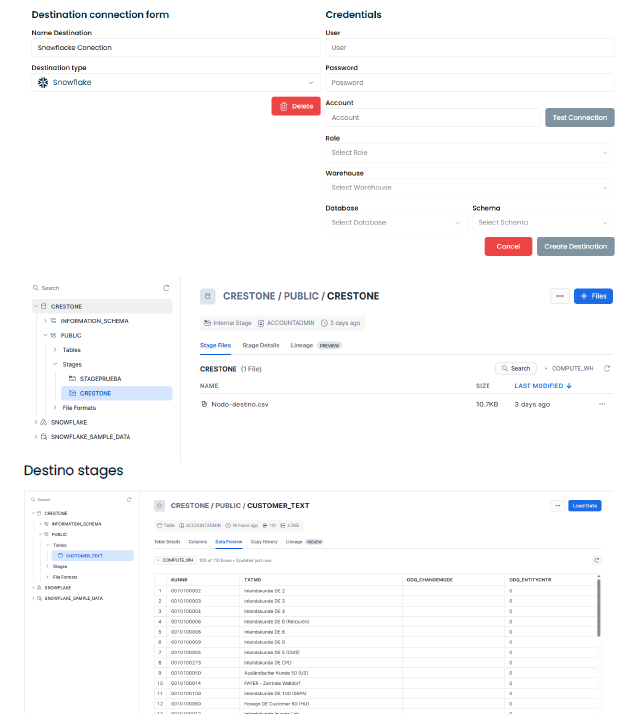 Destination connection form
Name Destination
Snowflacke Conection
Destination type
Snowflake
Delete
Credentials
User
User
Password
Password
Account
Account
Test Connection
Role
Select Role
Warehouse
Select Warehouse
Database
Schema
Select Database
Select Schema
Cancel
Create Destination
Search
CRESTONE
INFORMATION_SCHEMA
PUBLIC
Tables
Stages
STAGEPRUEBA
CRESTONE
File Formats
SNOWFLAKE
SNOWFLAKE_SAMPLE_DATA
CRESTONE / PUBLIC / CRESTONE
... + Files
Internal Stage ACCOUNTADMIN 3 days ago
Stage Files Stage Details Lineage PREVIEW
CRESTONE (1 File)
Search • COMPUTE_WH
NAME SIZE LAST MODIFIED ↓
Nodo-destino.csv 10.7KB 3 days ago ...
Destino stages
Search
CRESTONE
INFORMATION_SCHEMA
PUBLIC
Tables
CUSTOMER_TEXT
Stages
File Formats
SNOWFLAKE
SNOWFLAKE_SAMPLE_DATA
CRESTONE / PUBLIC / CUSTOMER_TEXT
... Load Data
Table ACCOUNTADMIN 19 hours ago 110 5.5KB
Table Details Columns Data Preview Copy History Lineage PREVIEW
• COMPUTE_WH 100 of 110 Rows • Updated just now
KUNNR TXTMD ODQ_CHANGEMODE ODQ_ENTITYCNTR
1 0010100002 Inlandskunde DE 2 0
2 0010100003 Inlandskunde DE 3 0
3 0010100004 Inlandskunde DE 4 0
4 0010100006 Inlandskunde DE 6 (Retouren) 0
5 0010100008 Inlandskunde DE 8 0
6 0010100009 Inlandskunde DE 9 0
7 0010100005 Inlandskunde DE 5 (CMS) 0
8 0010100273 Inlandskunde DE CPD 0
9 0010100050 Ausländischer Kunde 50 (US) 0
10 0010100014 PAYER - Zentrale Walldorf 0
11 0010100100 Inlandskunde DE 100 (SEPA) 0
12 0010100060 Foreign DE Customer 60 (HU) 0